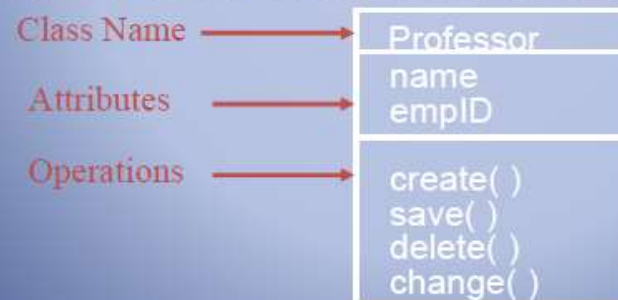 Class Name
Professor
Attributes
name
empID
Operations
create( )
save( )
delete( )
change( )